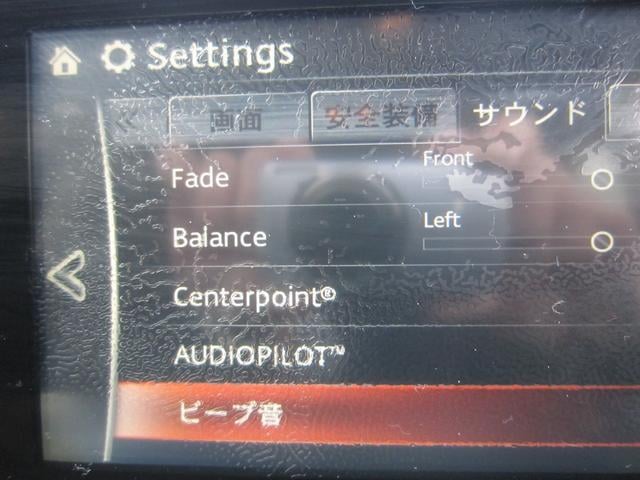 Settings
画面 安全装備 サウンド
Fade Front
Balance Left
Centerpoint®
AUDIOPILOT™
ビープ音